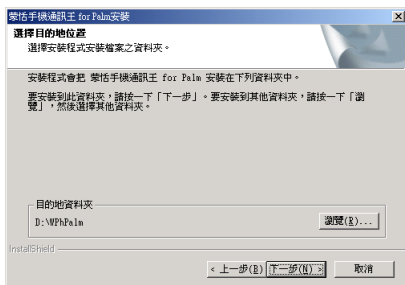 蒙恬手機通訊王 for Palm安裝
選擇目的地位置
選擇安裝程式安裝檔案之資料夾。
安裝程式會把 蒙恬手機通訊王 for Palm 安裝在下列資料夾中。
要安裝到此資料夾，請按一下「下一步」。要安裝到其他資料夾，請按一下「瀏
覽」，然後選擇其他資料夾。
目的地資料夾
D:\WPhPalm
瀏覽(R)...
InstallShield
< 上一步(B)
下一步(N) >
取消